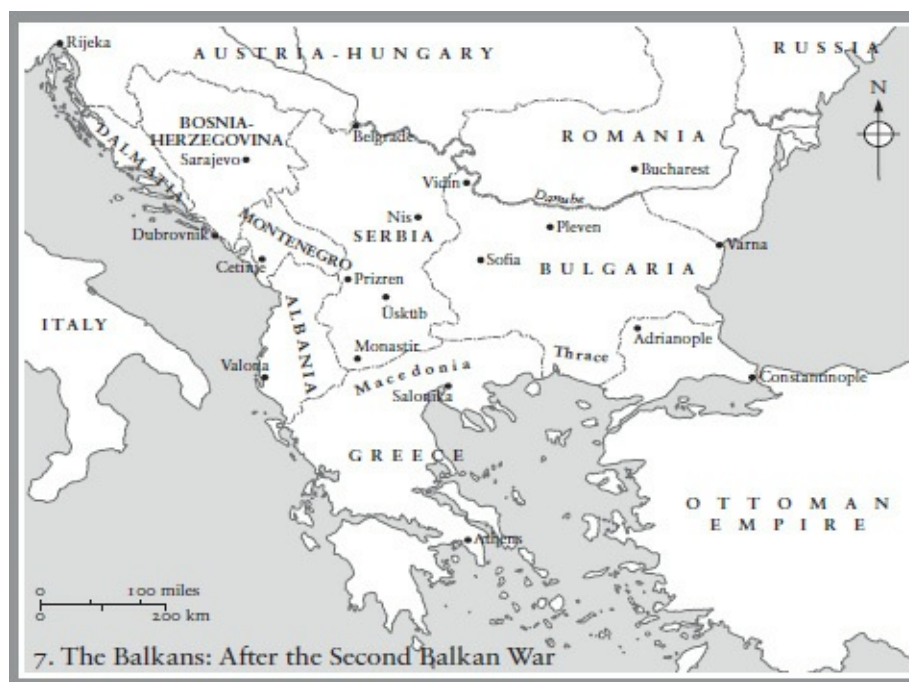 Rijeka
AUSTRIA-HUNGARY
RUSSIA
N
BOSNIA-
HERZEGOVINA
Sarajevo
DALMATIA
Belgrade
ROMANIA
Bucharest
Vidin
Danube
Nis
SERBIA
Pleven
MONTENEGRO
Dubrovnik
Varna
Cetinje
Sofia
BULGARIA
Prizren
Üsküb
ITALY
ALBANIA
Adrianople
Monastir
Thrace
Valona
Macedonia
Constantinople
Salonika
GREECE
OTTOMAN
EMPIRE
Athens
0 100 miles
0 200 km
7. The Balkans: After the Second Balkan War